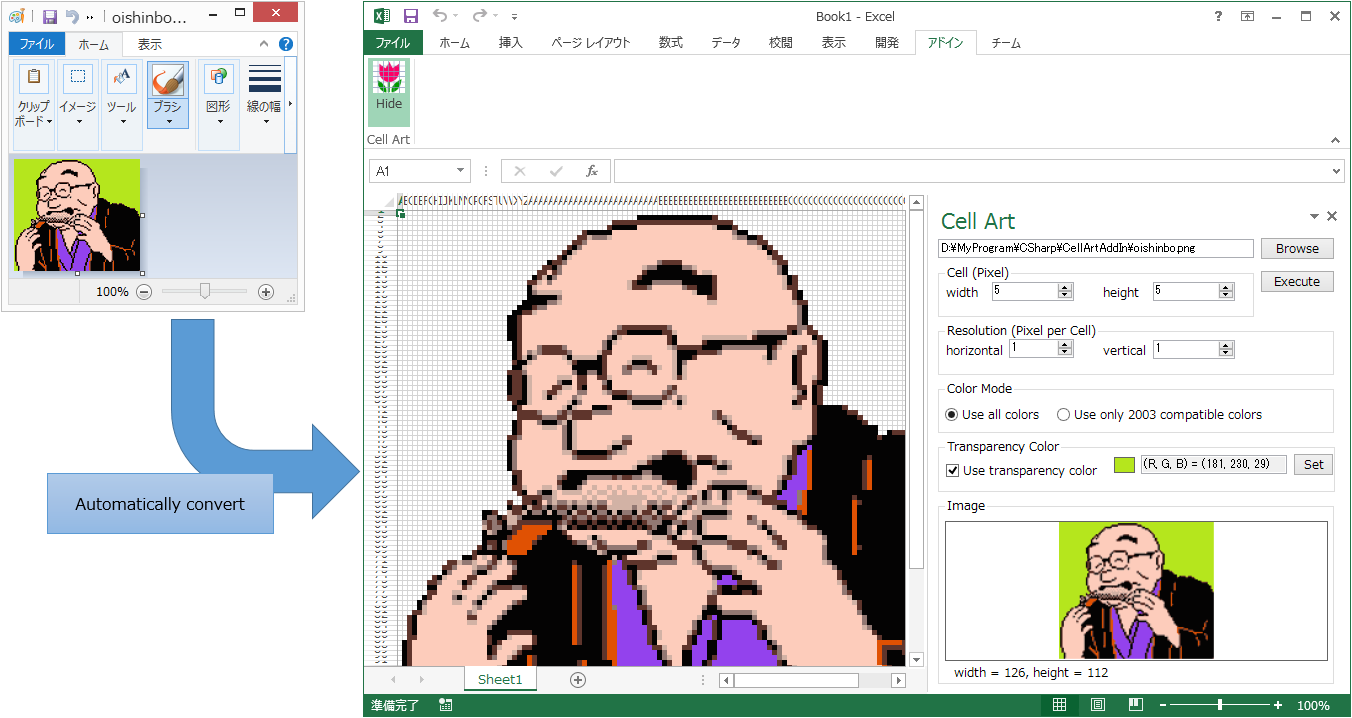 oishinbo...
ファイル ホーム 表示
クリップボード イメージ ツール ブラシ 図形 線の幅
100%
Automatically convert
Book1 - Excel
ファイル ホーム 挿入 ページ レイアウト 数式 データ 校閲 表示 開発 アドイン チーム
Hide
Cell Art
A1
fx
Cell Art
D:¥MyProgram¥CSharp¥CellArtAddIn¥oishinbo.png
Browse
Cell (Pixel)
width 5 height 5
Execute
Resolution (Pixel per Cell)
horizontal 1 vertical 1
Color Mode
Use all colors Use only 2003 compatible colors
Transparency Color
Use transparency color (R, G, B) = (181, 230, 29) Set
Image
width = 126, height = 112
Sheet1
準備完了 100%